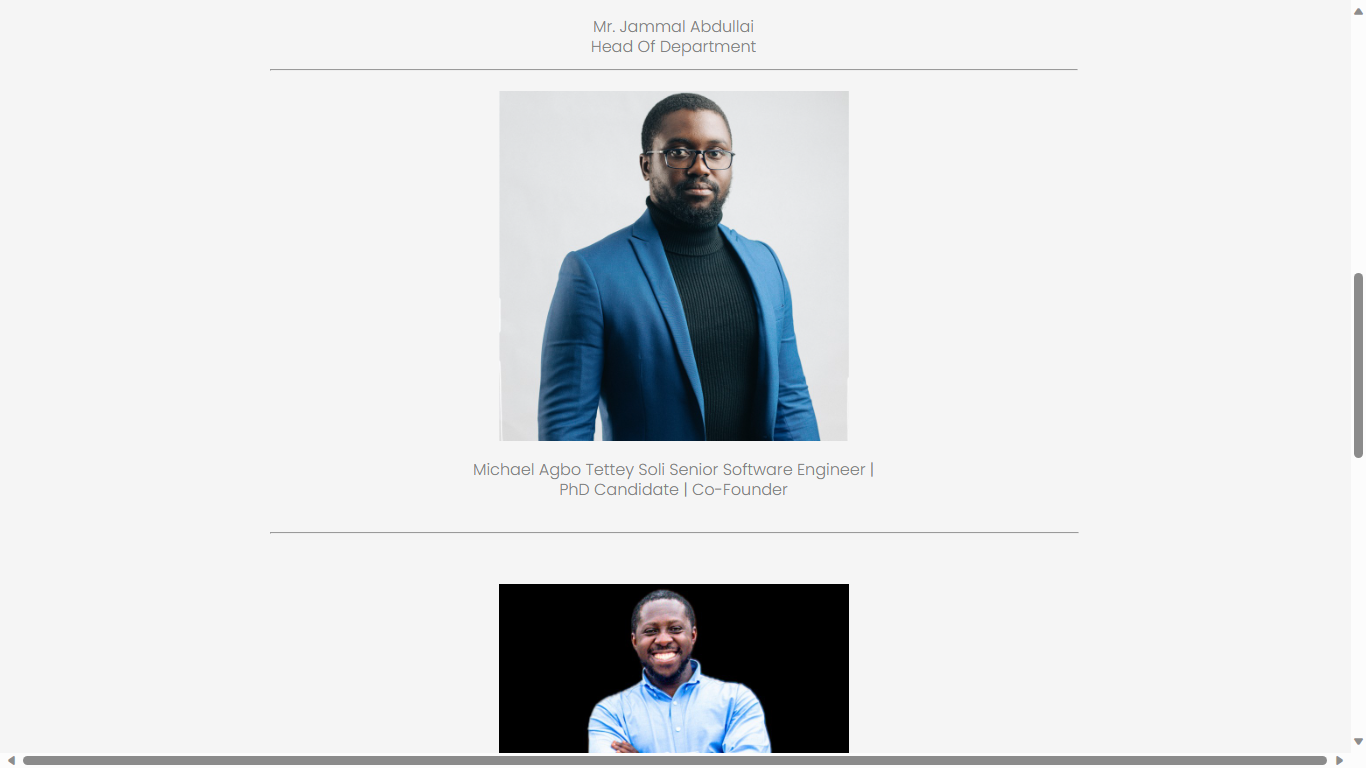 Mr. Jammal Abdullai
Head Of Department
Michael Agbo Tettey Soli Senior Software Engineer |
PhD Candidate | Co-Founder